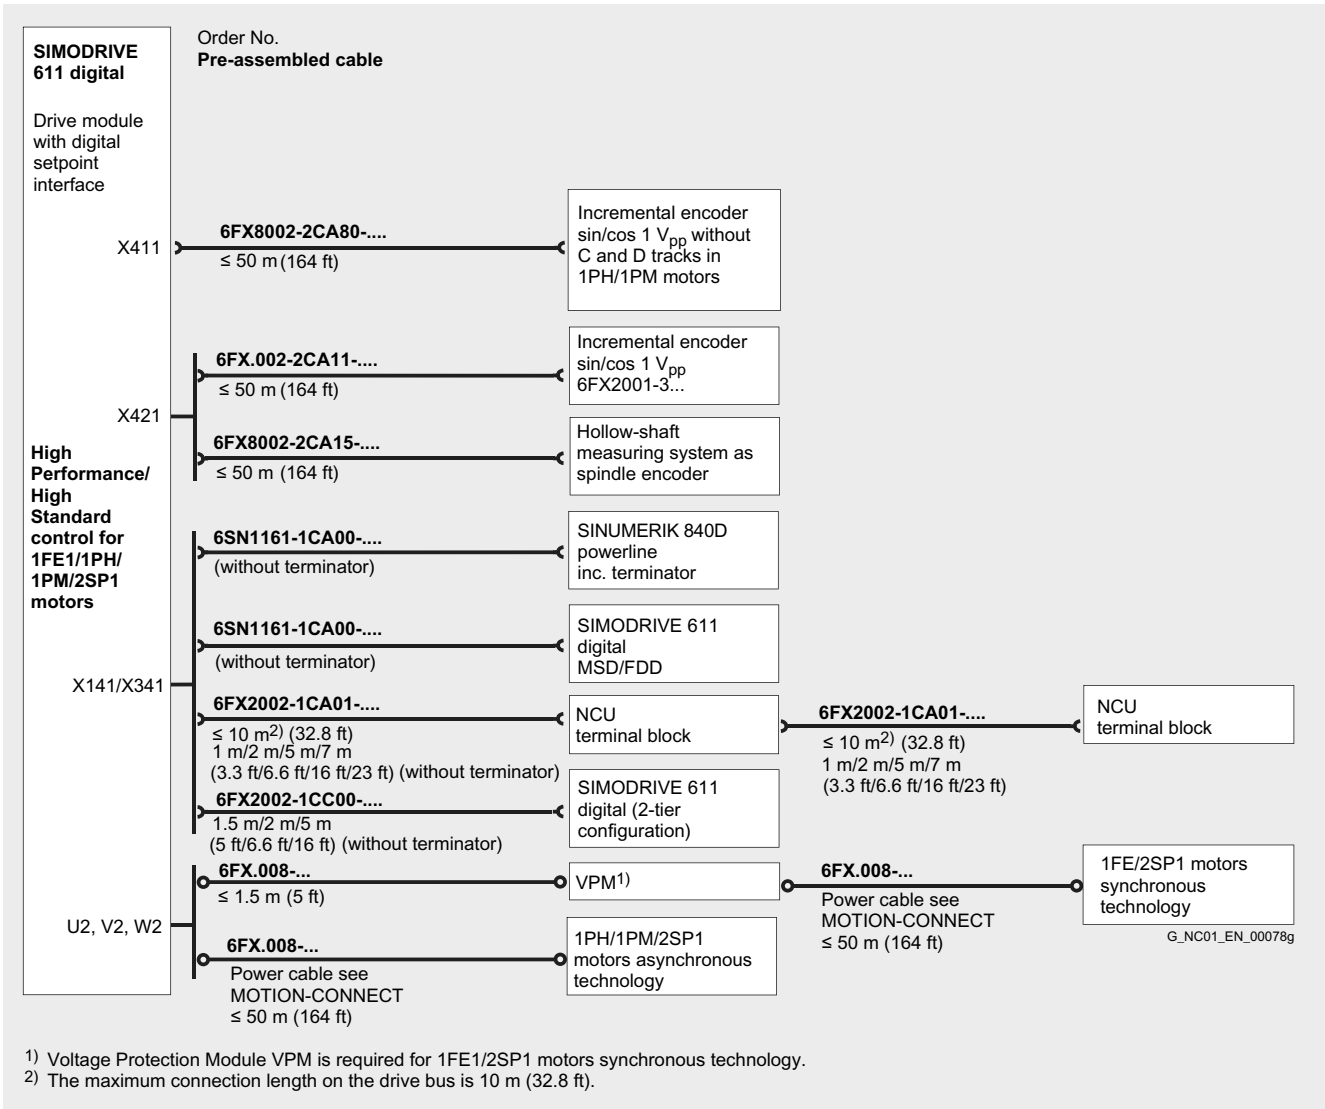 SIMODRIVE
611 digital
Drive module
with digital
setpoint
interface
Order No.
Pre-assembled cable
X411
6FX8002-2CA80-....
≤ 50 m (164 ft)
Incremental encoder
sin/cos 1 Vpp without
C and D tracks in
1PH/1PM motors
X421
6FX.002-2CA11-....
≤ 50 m (164 ft)
Incremental encoder
sin/cos 1 Vpp
6FX2001-3...
6FX8002-2CA15-....
≤ 50 m (164 ft)
Hollow-shaft
measuring system as
spindle encoder
High
Performance/
High
Standard
control for
1FE1/1PH/
1PM/2SP1
motors
X141/X341
6SN1161-1CA00-....
(without terminator)
SINUMERIK 840D
powerline
inc. terminator
6SN1161-1CA00-....
(without terminator)
SIMODRIVE 611
digital
MSD/FDD
6FX2002-1CA01-....
≤ 10 m2) (32.8 ft)
1 m/2 m/5 m/7 m
(3.3 ft/6.6 ft/16 ft/23 ft) (without terminator)
NCU
terminal block
6FX2002-1CA01-....
≤ 10 m2) (32.8 ft)
1 m/2 m/5 m/7 m
(3.3 ft/6.6 ft/16 ft/23 ft)
NCU
terminal block
6FX2002-1CC00-....
1.5 m/2 m/5 m
(5 ft/6.6 ft/16 ft) (without terminator)
SIMODRIVE 611
digital (2-tier
configuration)
U2, V2, W2
6FX.008-...
≤ 1.5 m (5 ft)
VPM1)
6FX.008-...
Power cable see
MOTION-CONNECT
≤ 50 m (164 ft)
1FE/2SP1 motors
synchronous
technology
6FX.008-...
Power cable see
MOTION-CONNECT
≤ 50 m (164 ft)
1PH/1PM/2SP1
motors asynchronous
technology
G_NC01_EN_00078g
1) Voltage Protection Module VPM is required for 1FE1/2SP1 motors synchronous technology.
2) The maximum connection length on the drive bus is 10 m (32.8 ft).